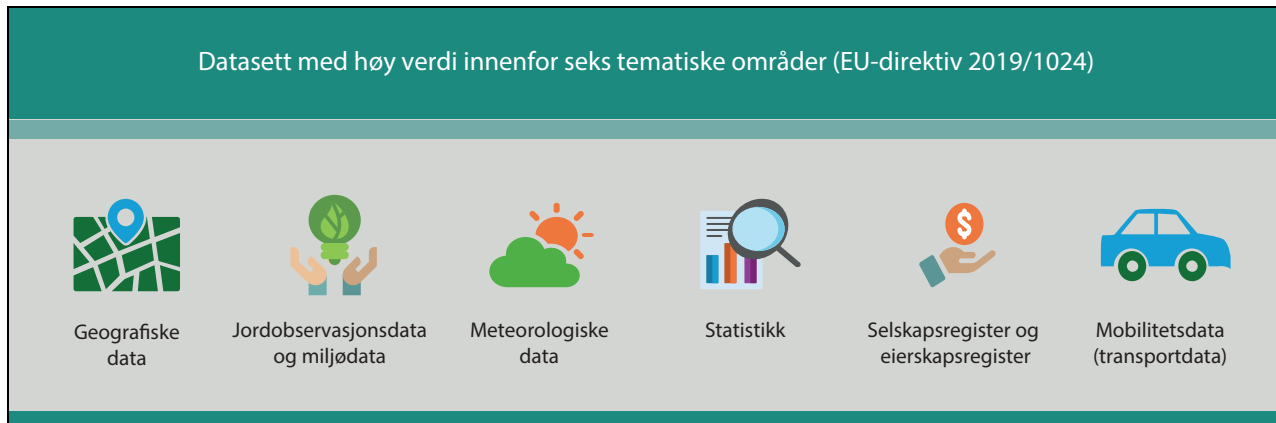 Datasett med høy verdi innenfor seks tematiske områder (EU-direktiv 2019/1024)
Geografiske
data
Jordobservasjonsdata
og miljødata
Meteorologiske
data
Statistikk
$
Selskapsregister og
eierskapsregister
Mobilitetsdata
(transportdata)